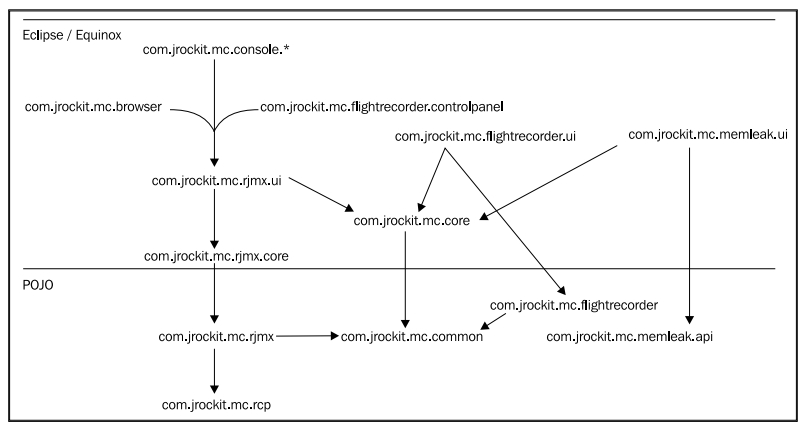 Eclipse / Equinox
com.jrockit.mc.console.*
com.jrockit.mc.browser
com.jrockit.mc.flightrecorder.controlpanel
com.jrockit.mc.flightrecorder.ui
com.jrockit.mc.memleak.ui
com.jrockit.mc.rjmx.ui
com.jrockit.mc.core
com.jrockit.mc.rjmx.core
POJO
com.jrockit.mc.flightrecorder
com.jrockit.mc.rjmx
com.jrockit.mc.common
com.jrockit.mc.memleak.api
com.jrockit.mc.rcp